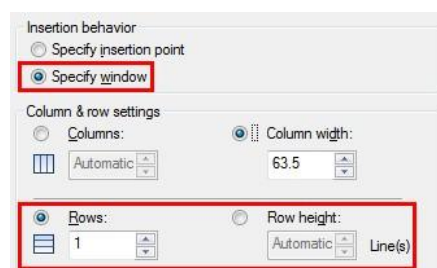 Insertion behavior
Specify insertion point
Specify window
Column & row settings
Columns: Column width:
Automatic 63.5
Rows: Row height:
1 Automatic Line(s)